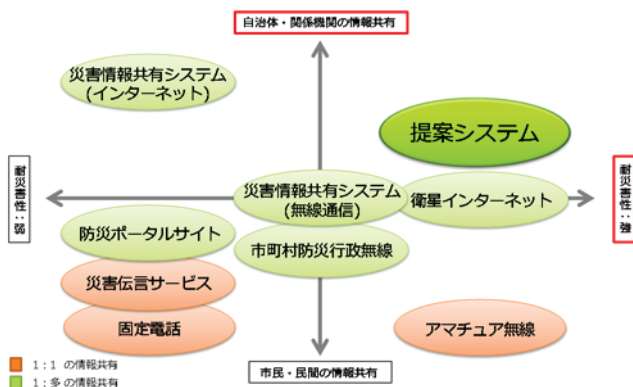 自治体・関係機関の情報共有
災害情報共有システム
(インターネット)
提案システム
耐災害性：弱
災害情報共有システム
(無線通信)
衛星インターネット
耐災害性：強
防災ポータルサイト
市町村防災行政無線
災害伝言サービス
固定電話
アマチュア無線
1：1 の情報共有
1：多 の情報共有
市民・民間の情報共有